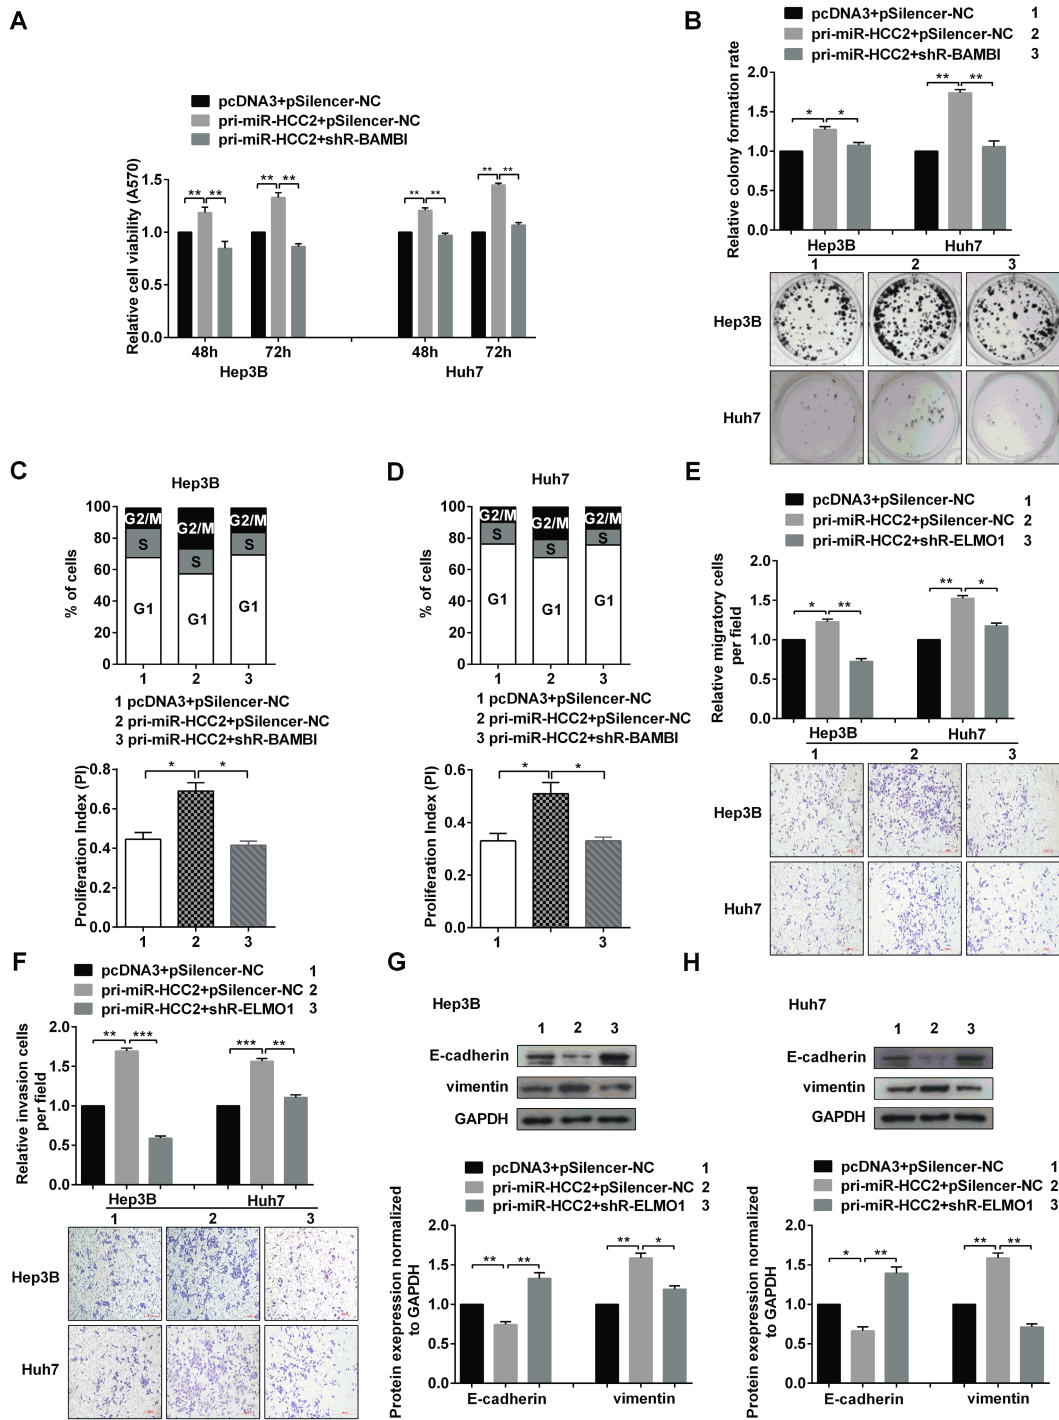 A
pcDNA3+pSilencer-NC
pri-miR-HCC2+pSilencer-NC
pri-miR-HCC2+shR-BAMBI
Relative cell viability (A570)
1.5
1.0
0.5
0.0
** ** ** ** ** ** ** **
48h 72h 48h 72h
Hep3B Huh7
B
pcDNA3+pSilencer-NC 1
pri-miR-HCC2+pSilencer-NC 2
pri-miR-HCC2+shR-BAMBI 3
Relative colony formation rate
2.0
1.5
1.0
0.5
0.0
* * ** **
Hep3B Huh7
1 2 3
Hep3B
Huh7
C
Hep3B
% of cells
100
80
60
40
20
0
G2/M G2/M G2/M
S S S
G1 G1 G1
1 2 3
1 pcDNA3+pSilencer-NC
2 pri-miR-HCC2+pSilencer-NC
3 pri-miR-HCC2+shR-BAMBI
Proliferation Index (PI)
0.8
0.6
0.4
0.2
0.0
* *
1 2 3
D
Huh7
% of cells
100
80
60
40
20
0
G2/M G2/M G2/M
S S S
G1 G1 G1
1 2 3
1 pcDNA3+pSilencer-NC
2 pri-miR-HCC2+pSilencer-NC
3 pri-miR-HCC2+shR-BAMBI
Proliferation Index (PI)
0.6
0.4
0.2
0.0
* *
1 3
E
pcDNA3+pSilencer-NC 1
pri-miR-HCC2+pSilencer-NC 2
pri-miR-HCC2+shR-ELMO1 3
Relative migratory cells
per field
2.0
1.5
1.0
0.5
0.0
* ** ** *
Hep3B Huh7
1 2 3
Hep3B
Huh7
F
pcDNA3+pSilencer-NC 1
pri-miR-HCC2+pSilencer-NC 2
pri-miR-HCC2+shR-ELMO1 3
Relative invasion cells
per field
2.0
1.5
1.0
0.5
0.0
** *** *** **
Hep3B Huh7
1 2 3
Hep3B
Huh7
G
Hep3B
1 2 3
E-cadherin
vimentin
GAPDH
pcDNA3+pSilencer-NC 1
pri-miR-HCC2+pSilencer-NC 2
pri-miR-HCC2+shR-ELMO1 3
Protein exepression normalized
to GAPDH
2.0
1.5
1.0
0.5
0.0
** ** ** *
E-cadherin vimentin
H
Huh7
1 2 3
E-cadherin
vimentin
GAPDH
pcDNA3+pSilencer-NC 1
pri-miR-HCC2+pSilencer-NC 2
pri-miR-HCC2+shR-ELMO1 3
Protein exepression normalized
to GAPDH
2.0
1.5
1.0
0.5
0.0
* ** ** **
E-cadherin vimentin